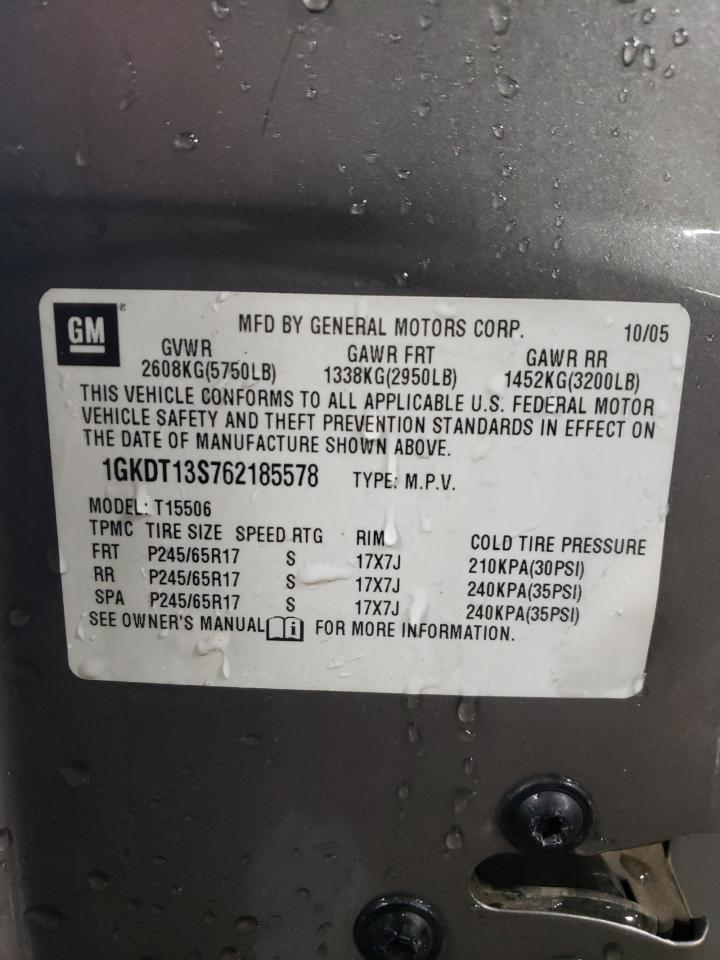 GM ® MFD BY GENERAL MOTORS CORP. 10/05
GVWR GAWR FRT GAWR RR
2608KG(5750LB) 1338KG(2950LB) 1452KG(3200LB)
THIS VEHICLE CONFORMS TO ALL APPLICABLE U.S. FEDERAL MOTOR
VEHICLE SAFETY AND THEFT PREVENTION STANDARDS IN EFFECT ON
THE DATE OF MANUFACTURE SHOWN ABOVE.
1GKDT13S762185578 TYPE: M.P.V.
MODEL: T15506
TPMC TIRE SIZE SPEED RTG RIM COLD TIRE PRESSURE
FRT P245/65R17 S 17X7J 210KPA(30PSI)
RR P245/65R17 S 17X7J 240KPA(35PSI)
SPA P245/65R17 S 17X7J 240KPA(35PSI)
SEE OWNER'S MANUAL i FOR MORE INFORMATION.